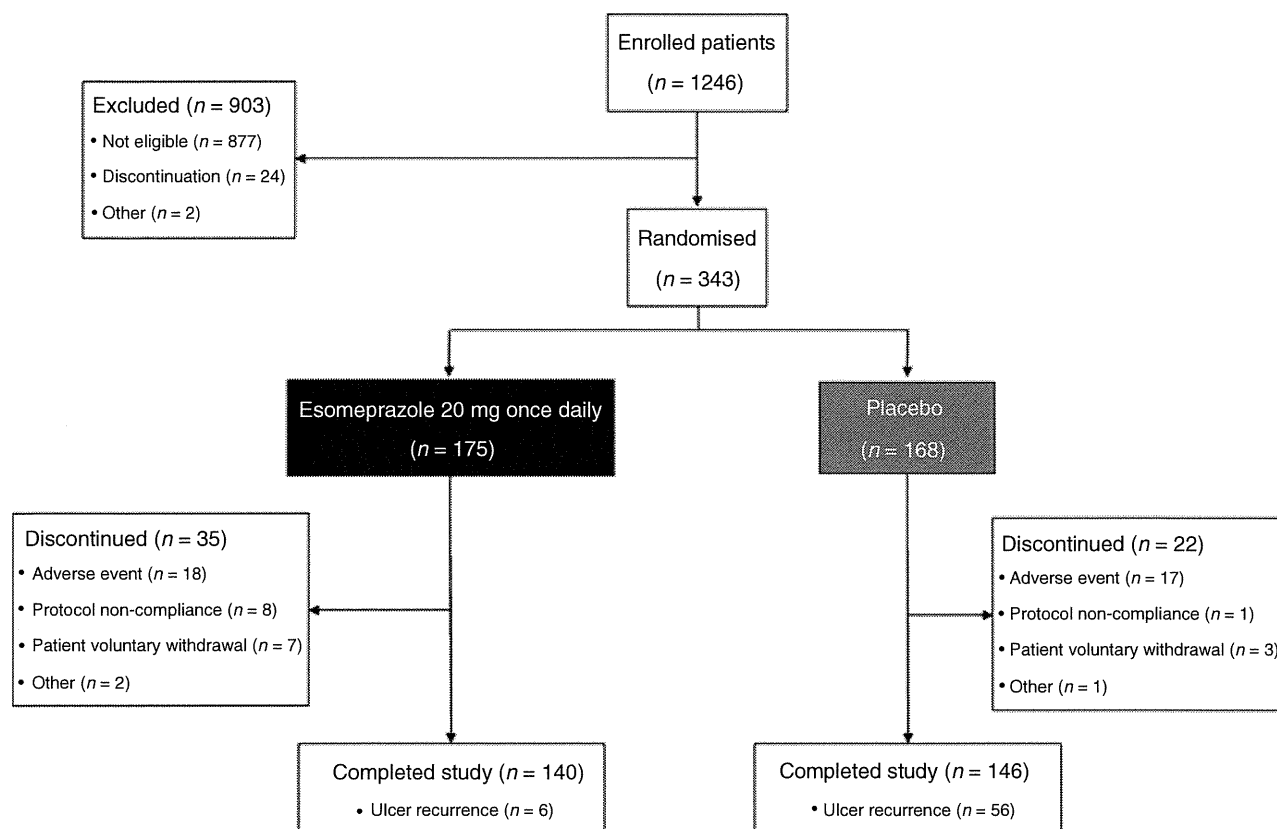 Enrolled patients
(n = 1246)
Excluded (n = 903)
• Not eligible (n = 877)
• Discontinuation (n = 24)
• Other (n = 2)
Randomised
(n = 343)
Esomeprazole 20 mg once daily
(n = 175)
Placebo
(n = 168)
Discontinued (n = 35)
• Adverse event (n = 18)
• Protocol non-compliance (n = 8)
• Patient voluntary withdrawal (n = 7)
• Other (n = 2)
Discontinued (n = 22)
• Adverse event (n = 17)
• Protocol non-compliance (n = 1)
• Patient voluntary withdrawal (n = 3)
• Other (n = 1)
Completed study (n = 140)
• Ulcer recurrence (n = 6)
Completed study (n = 146)
• Ulcer recurrence (n = 56)